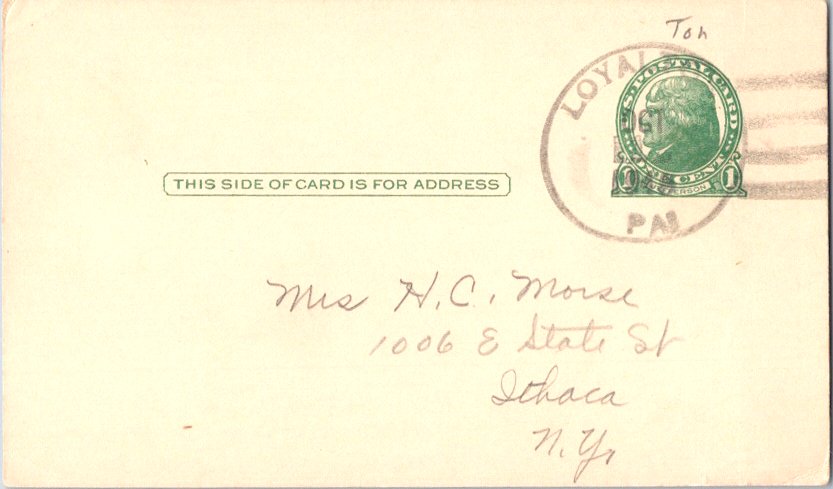 Ton
LOYAL
PA
U.S. POSTAL CARD
ONE CENT
1 JEFFERSON 1
THIS SIDE OF CARD IS FOR ADDRESS
Mrs H. C. Morse
1006 E State St
Ithaca
N. Y.